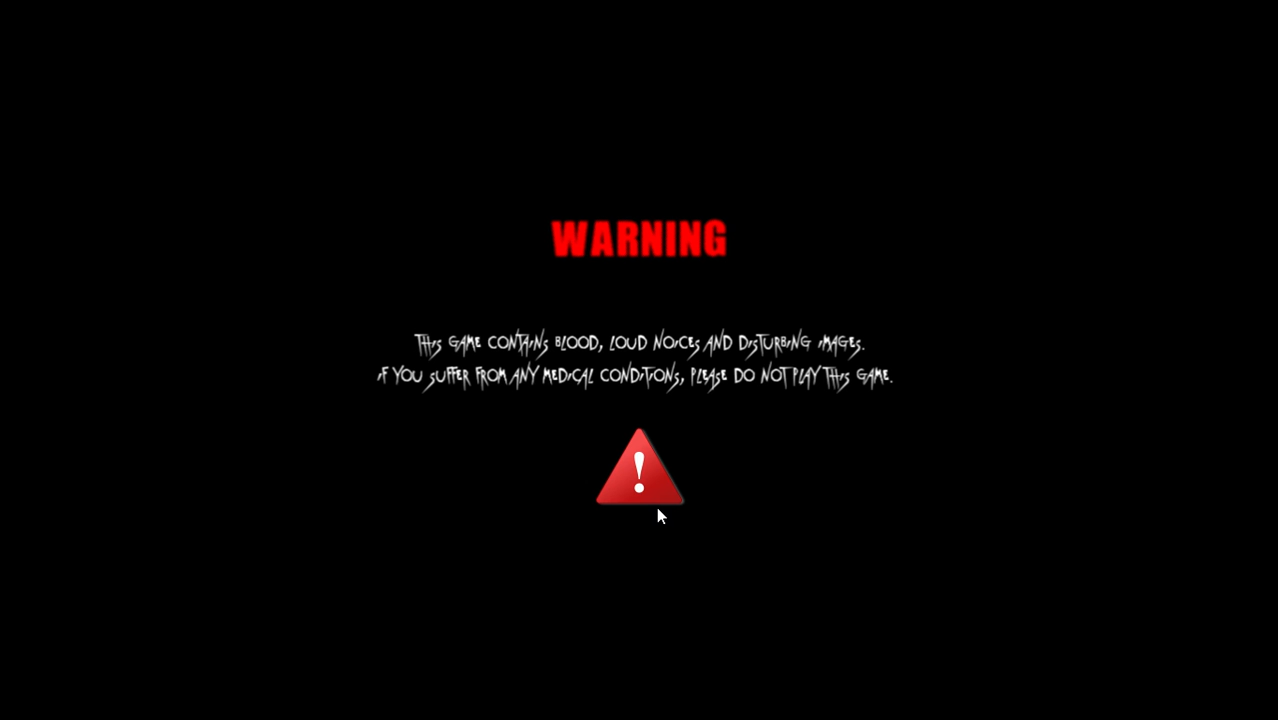 WARNING
THIS GAME CONTAINS BLOOD, LOUD NOICES AND DISTURBING IMAGES.
IF YOU SUFFER FROM ANY MEDICAL CONDITIONS, PLEASE DO NOT PLAY THIS GAME.
!